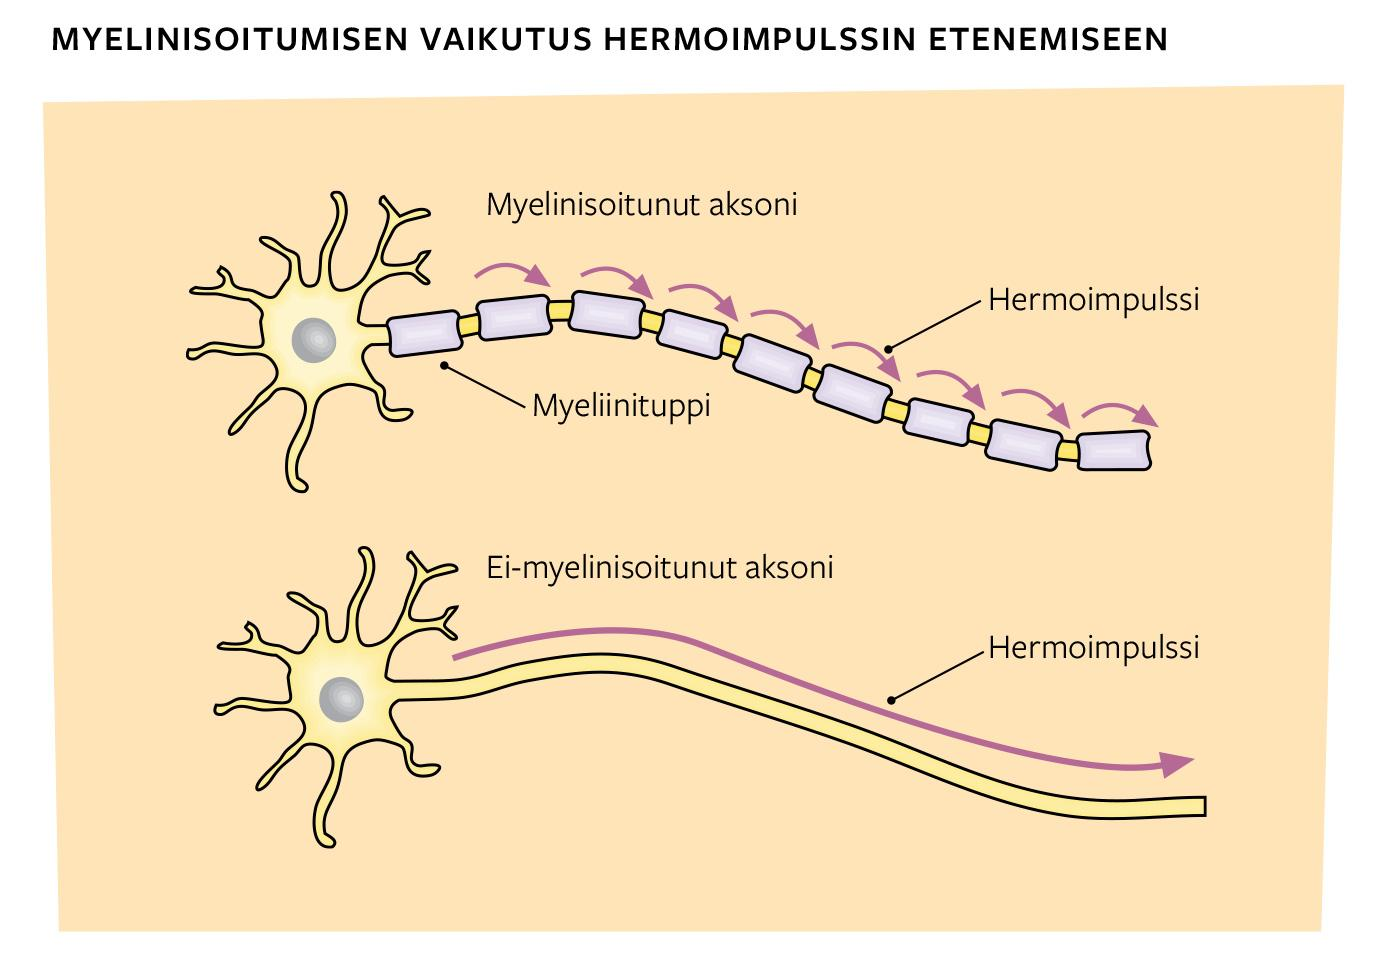 MYELINISOITUMISEN VAIKUTUS HERMOIMPULSSIN ETENEMISEEN
Myelinisoitunut aksoni
Hermoimpulssi
Myeliinituppi
Ei-myelinisoitunut aksoni
Hermoimpulssi